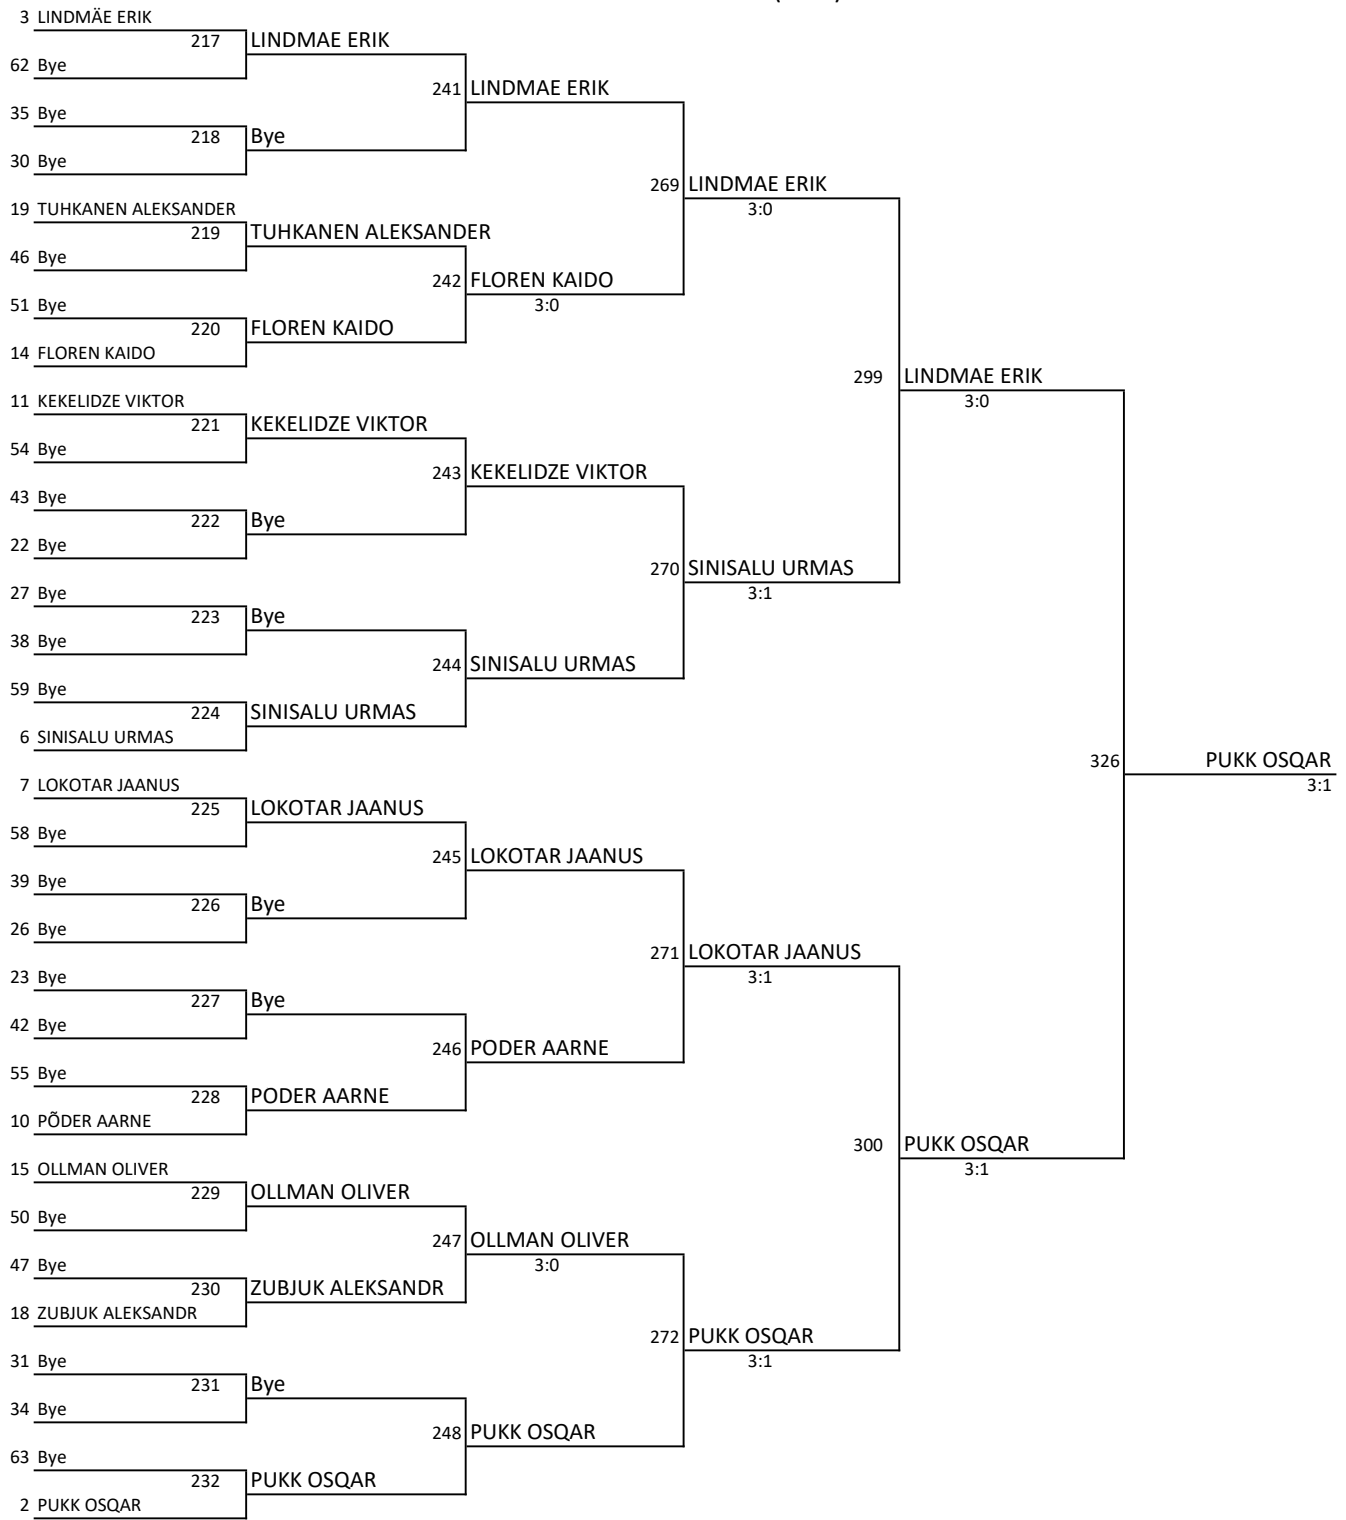 3 LINDMÄE ERIK
217 LINDMAE ERIK
62 Bye
241 LINDMAE ERIK
35 Bye
218 Bye
30 Bye
269 LINDMAE ERIK
3:0
19 TUHKANEN ALEKSANDER
219 TUHKANEN ALEKSANDER
46 Bye
242 FLOREN KAIDO
3:0
51 Bye
220 FLOREN KAIDO
14 FLOREN KAIDO
299 LINDMAE ERIK
3:0
11 KEKELIDZE VIKTOR
221 KEKELIDZE VIKTOR
54 Bye
243 KEKELIDZE VIKTOR
43 Bye
222 Bye
22 Bye
270 SINISALU URMAS
3:1
27 Bye
223 Bye
38 Bye
244 SINISALU URMAS
59 Bye
224 SINISALU URMAS
6 SINISALU URMAS
326 PUKK OSQAR
3:1
7 LOKOTAR JAANUS
225 LOKOTAR JAANUS
58 Bye
245 LOKOTAR JAANUS
39 Bye
226 Bye
26 Bye
271 LOKOTAR JAANUS
3:1
23 Bye
227 Bye
42 Bye
246 PODER AARNE
55 Bye
228 PODER AARNE
10 PÕDER AARNE
300 PUKK OSQAR
3:1
15 OLLMAN OLIVER
229 OLLMAN OLIVER
50 Bye
247 OLLMAN OLIVER
3:0
47 Bye
230 ZUBJUK ALEKSANDR
18 ZUBJUK ALEKSANDR
272 PUKK OSQAR
3:1
31 Bye
231 Bye
34 Bye
248 PUKK OSQAR
63 Bye
232 PUKK OSQAR
2 PUKK OSQAR